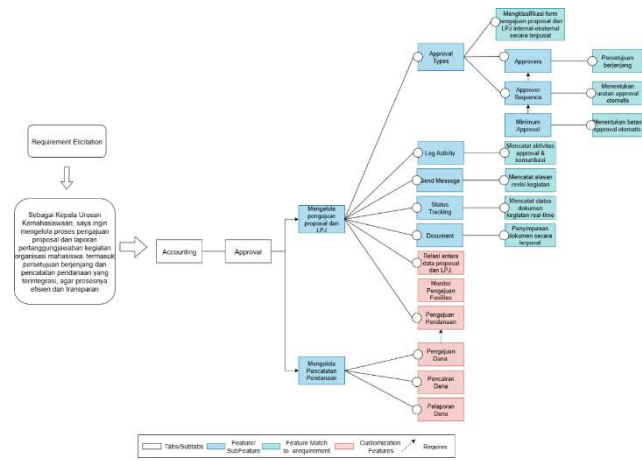 Requirement Elicitation
Sebagai Kepala Urusan
Kemahasiswaan, saya ingin
mengelola proses pengajuan
proposal dan laporan
pertanggungjawaban kegiatan
organisasi mahasiswa, termasuk
persetujuan berjenjang dan
pencatatan pendanaan yang
terintegrasi, agar prosesnya
efisien dan transparan
Accounting
Approval
Mengelola
pengajuan
proposal dan
LPJ
Mengelola
Pencatatan
Pendanaan
Approval
Types
Mengklasifikasi form
pengajuan proposal dan
LPJ internal-eksternal
secara terpusat
Approvers
Persetujuan
berjenjang
Approver
Sequence
Menentukan
urutan approval
otomatis
Minimum
Approval
Menentukan batas
approval otomatis
Log Activity
Mencatat aktivitas
approval &
komunikasi
Send Message
Mencatat alasan
revisi kegiatan
Status
Tracking
Mencatat status
dokumen
kegiatan real-time
Document
Penyimpanan
dokumen secara
terpusat
Relasi antara
data proposal
dan LPJ.
Monitor
Pengajuan
Fasilitas
Pengajuan
Pendanaan
Pengajuan
Dana
Pencairan
Dana
Pelaporan
Dana
Tabs/Subtabs
Feature/
SubFeature
Feature Match
to arequirement
Customization
Features
Requires